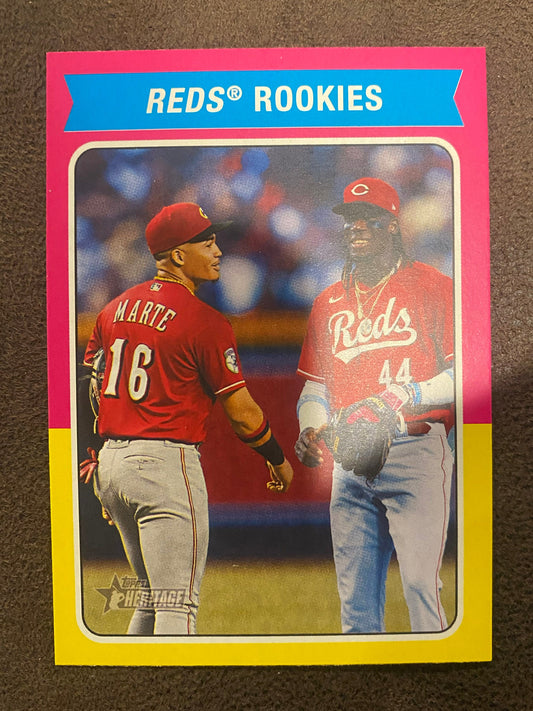 REDS® ROOKIES
MARTE
16
Reds
44
C
topps
HERITAGE